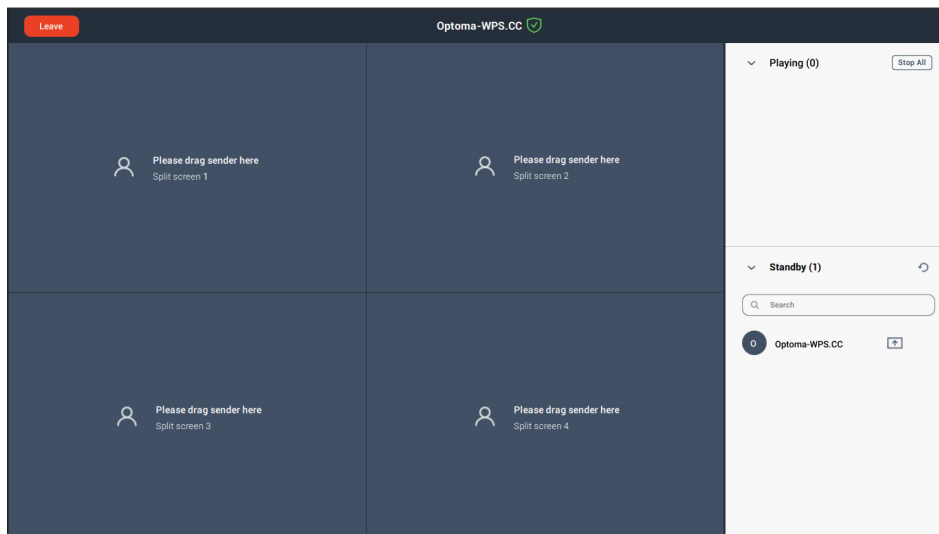 Leave
Optoma-WPS.CC
Please drag sender here
Split screen 1
Please drag sender here
Split screen 2
Please drag sender here
Split screen 3
Please drag sender here
Split screen 4
Playing (0)
Stop All
Standby (1)
Search
O
Optoma-WPS.CC